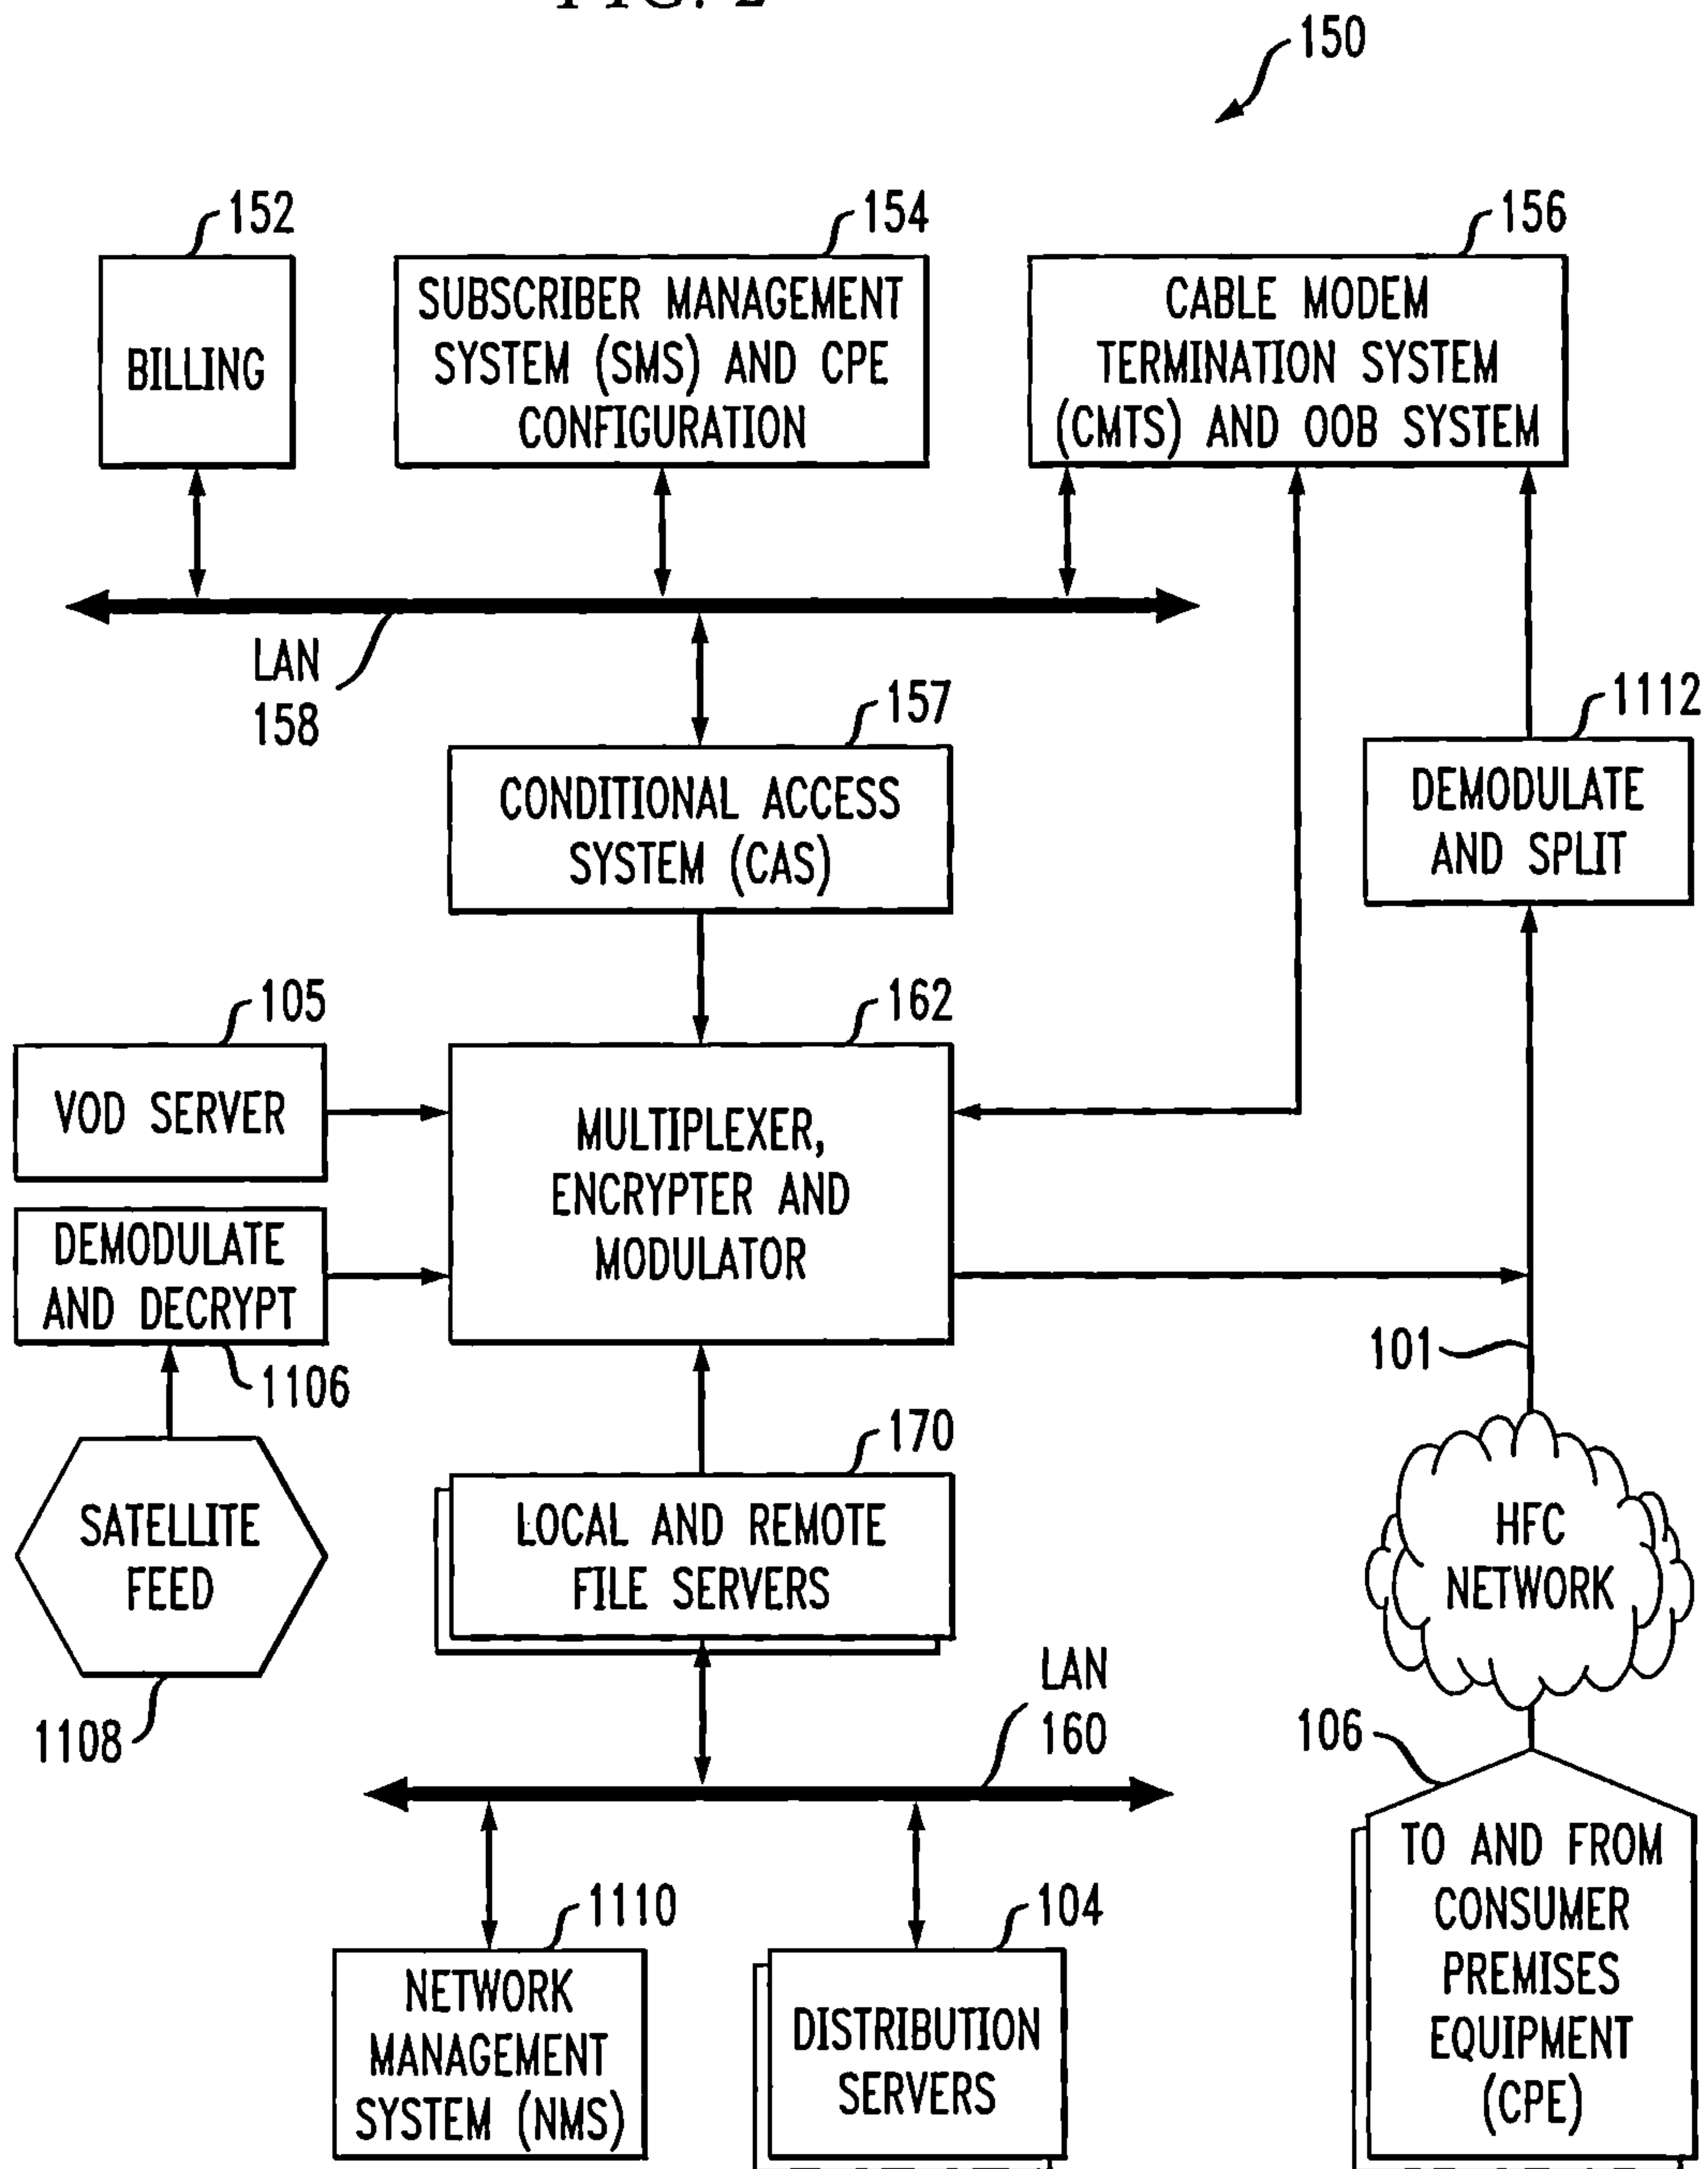 FIG. 2
150
152
154
156
BILLING
SUBSCRIBER MANAGEMENT
SYSTEM (SMS) AND CPE
CONFIGURATION
CABLE MODEM
TERMINATION SYSTEM
(CMTS) AND OOB SYSTEM
LAN
158
157
1112
CONDITIONAL ACCESS
SYSTEM (CAS)
DEMODULATE
AND SPLIT
105
162
VOD SERVER
MULTIPLEXER,
ENCRYPTER AND
MODULATOR
DEMODULATE
AND DECRYPT
1106
101
170
SATELLITE
FEED
LOCAL AND REMOTE
FILE SERVERS
HFC
NETWORK
1108
LAN
160
106
1110
104
NETWORK
MANAGEMENT
SYSTEM (NMS)
DISTRIBUTION
SERVERS
TO AND FROM
CONSUMER
PREMISES
EQUIPMENT
(CPE)